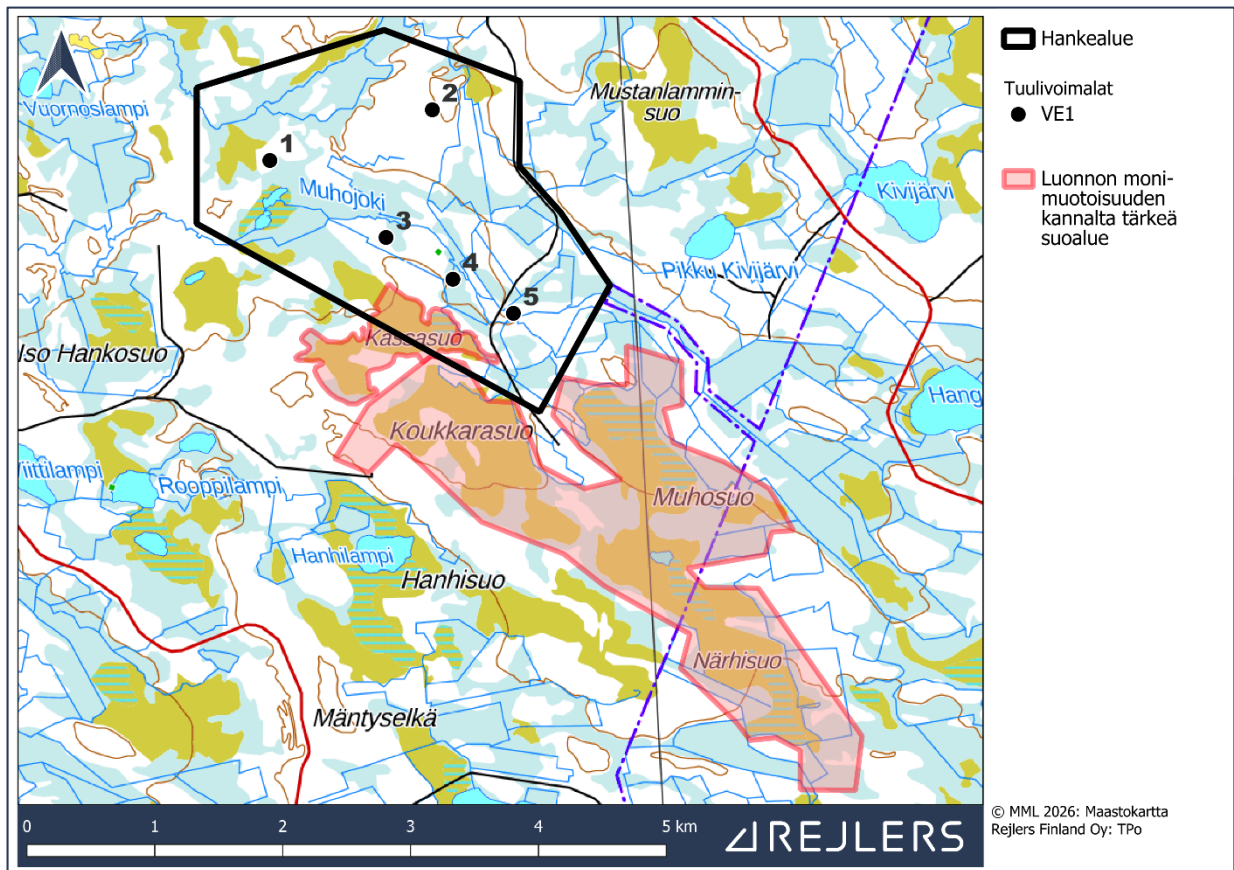 Vuornoslampi
2
1
Muhojoki
3
4
5
Mustanlammin-
suo
Kivijärvi
Pikku Kivijärvi
Iso Hankosuo
Kassasuo
Koukkarasuo
Hang
Viittilampi
Rooppilampi
Muhosuo
Hanhilampi
Hanhisuo
Närhisuo
Mäntyselkä
0 1 2 3 4 5 km
REJLERS
Hankealue
Tuulivoimalat
VE1
Luonnon moni-
muotoisuuden
kannalta tärkeä
suoalue
© MML 2026: Maastokartta
Rejlers Finland Oy: TPo